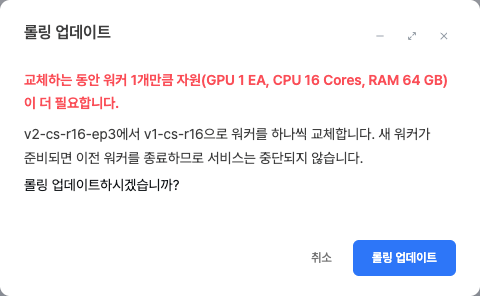 롤링 업데이트
교체하는 동안 워커 1개만큼 자원(GPU 1 EA, CPU 16 Cores, RAM 64 GB)
이 더 필요합니다.
v2-cs-r16-ep3에서 v1-cs-r16으로 워커를 하나씩 교체합니다. 새 워커가
준비되면 이전 워커를 종료하므로 서비스는 중단되지 않습니다.
롤링 업데이트하시겠습니까?
취소
롤링 업데이트